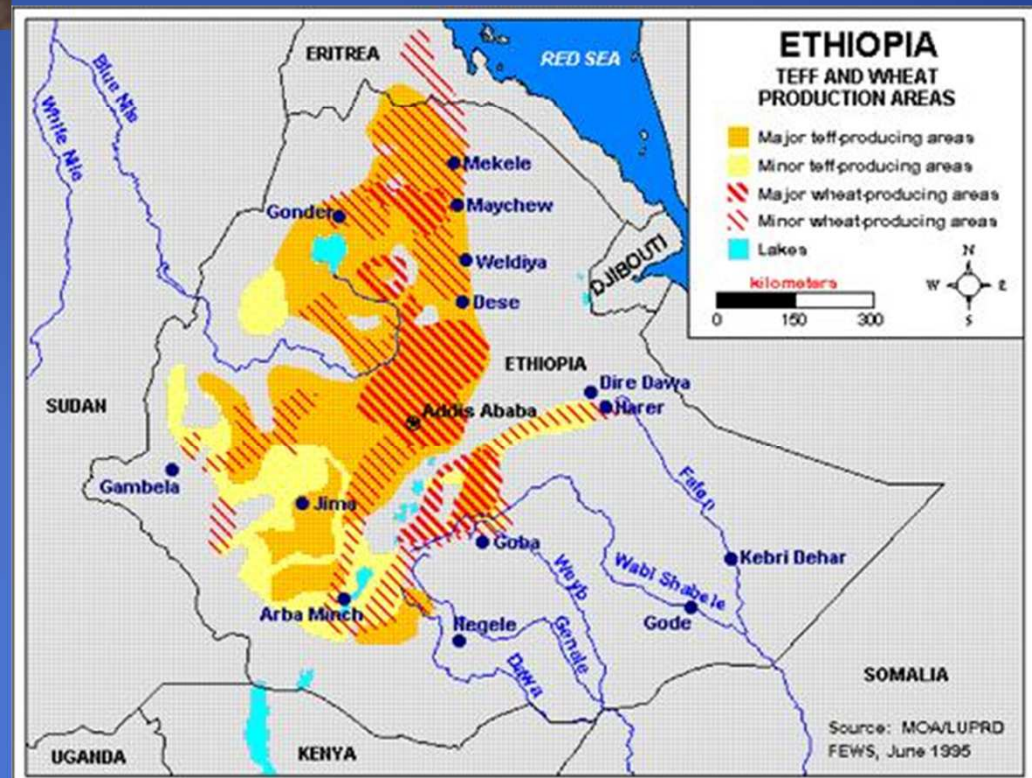 ETHIOPIA
TEFF AND WHEAT
PRODUCTION AREAS
Major teff-producing areas
Minor teff-producing areas
Major wheat-producing areas
Minor wheat-producing areas
Lakes
kilometers
0 150 300
N
W E
S
ERITREA
RED SEA
Blue Nile
White Nile
Mekele
Maychew
Gonder
Weldiya
DJIBOUTI
Dese
ETHIOPIA
Dire Dawa
Harer
SUDAN
Addis Ababa
Gambela
Jima
Falen
Goba
Kebri Dehar
Weyb
Wabi Shabele
Arba Minch
Negele
Genale
Gode
Dawa
SOMALIA
UGANDA
KENYA
Source: MOA/LUPRD
FEWS, June 1995